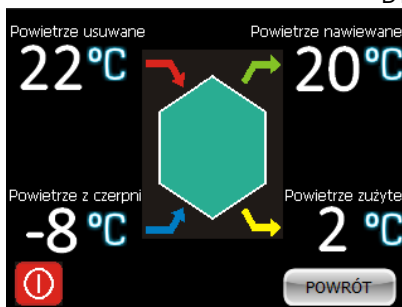 Powietrze usuwane
22°C
Powietrze nawiewane
20°C
Powietrze z czerpni
-8°C
Powietrze zużyte
2°C
POWRÓT